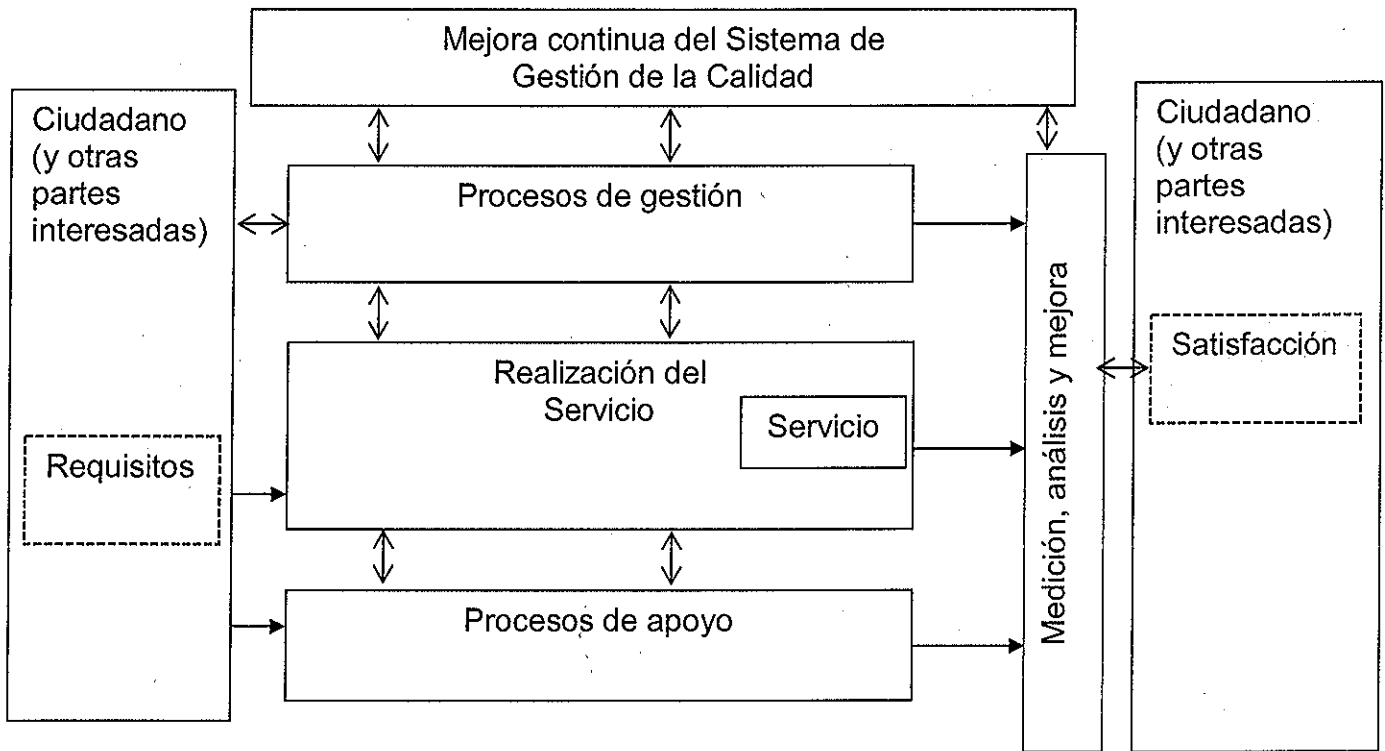 Mejora continua del Sistema de
Gestión de la Calidad
Ciudadano
(y otras
partes
interesadas)
Requisitos
Procesos de gestión
Realización del
Servicio
Servicio
Procesos de apoyo
Medición, análisis y mejora
Ciudadano
(y otras
partes
interesadas)
Satisfacción